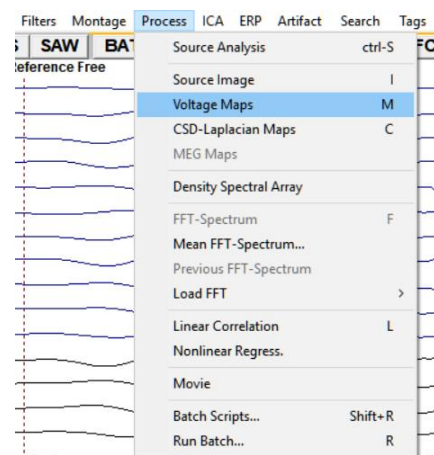 Filters Montage Process ICA ERP Artifact Search Tags
SAW BA
Reference Free
Source Analysis ctrl-S
Source Image I
Voltage Maps M
CSD-Laplacian Maps C
MEG Maps
Density Spectral Array
FFT-Spectrum F
Mean FFT-Spectrum...
Previous FFT-Spectrum
Load FFT >
Linear Correlation L
Nonlinear Regress.
Movie
Batch Scripts... Shift+R
Run Batch... R